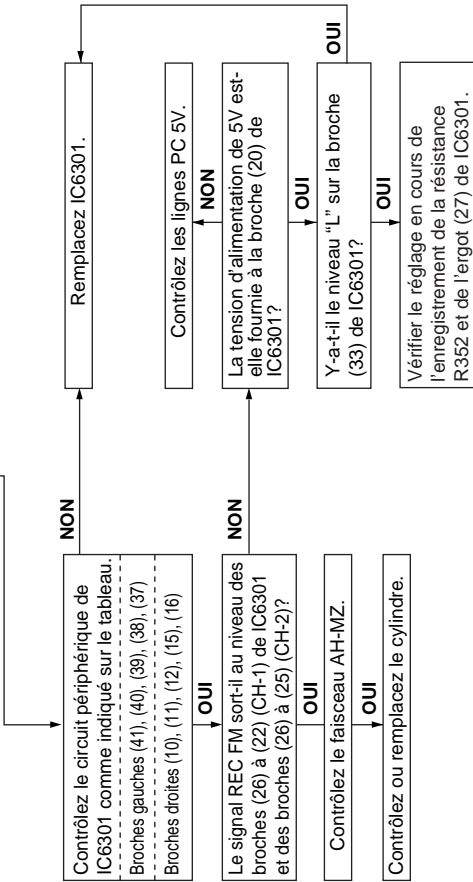 Contrôlez le circuit périphérique de
IC6301 comme indiqué sur le tableau.
Broches gauches (41), (40), (39), (38), (37)
Broches droites (10), (11), (12), (15), (16)
NON
Remplacez IC6301.
OUI
Le signal REC FM sort-il au niveau des
broches (26) à (22) (CH-1) de IC6301
et des broches (26) à (25) (CH-2)?
NON
La tension d'alimentation de 5V est-
elle fournie à la broche (20) de
IC6301?
NON
Contrôlez les lignes PC 5V.
OUI
Y-a-t-il le niveau “L” sur la broche
(33) de IC6301?
OUI
OUI
Vérifier le réglage en cours de
l'enregistrement de la résistance
R352 et de l'ergot (27) de IC6301.
OUI
Contrôlez le faisceau AH-MZ.
OUI
Contrôlez ou remplacez le cylindre.